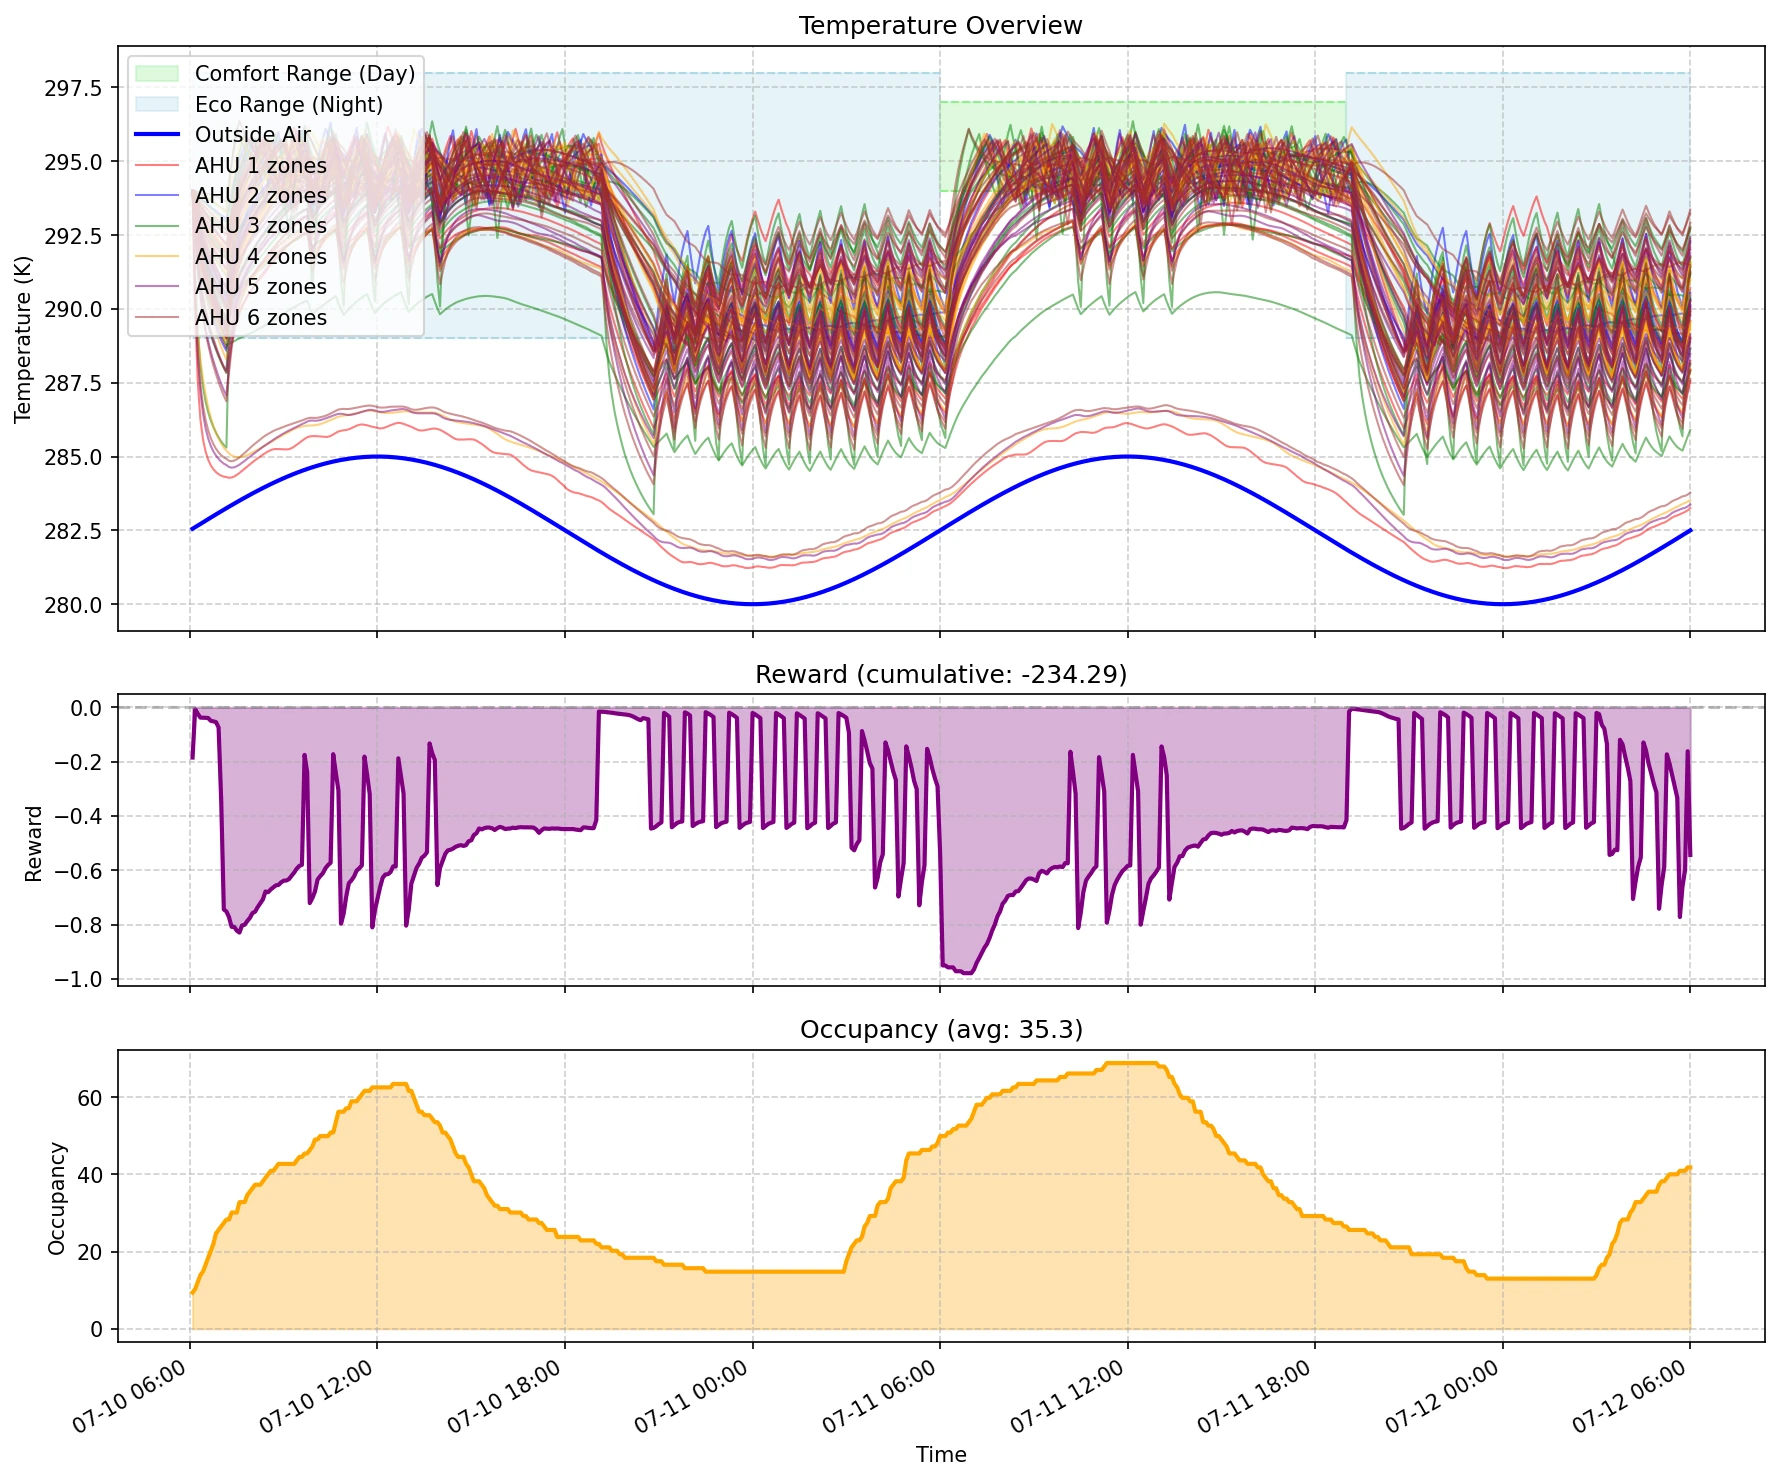 Temperature Overview
Comfort Range (Day)
Eco Range (Night)
Outside Air
AHU 1 zones
AHU 2 zones
AHU 3 zones
AHU 4 zones
AHU 5 zones
AHU 6 zones
Temperature (K)
297.5
295.0
292.5
290.0
287.5
285.0
282.5
280.0
Reward (cumulative: -234.29)
Reward
0.0
−0.2
−0.4
−0.6
−0.8
−1.0
Occupancy (avg: 35.3)
Occupancy
60
40
20
0
07-10 06:00
07-10 12:00
07-10 18:00
07-11 00:00
07-11 06:00
07-11 12:00
07-11 18:00
07-12 00:00
07-12 06:00
Time